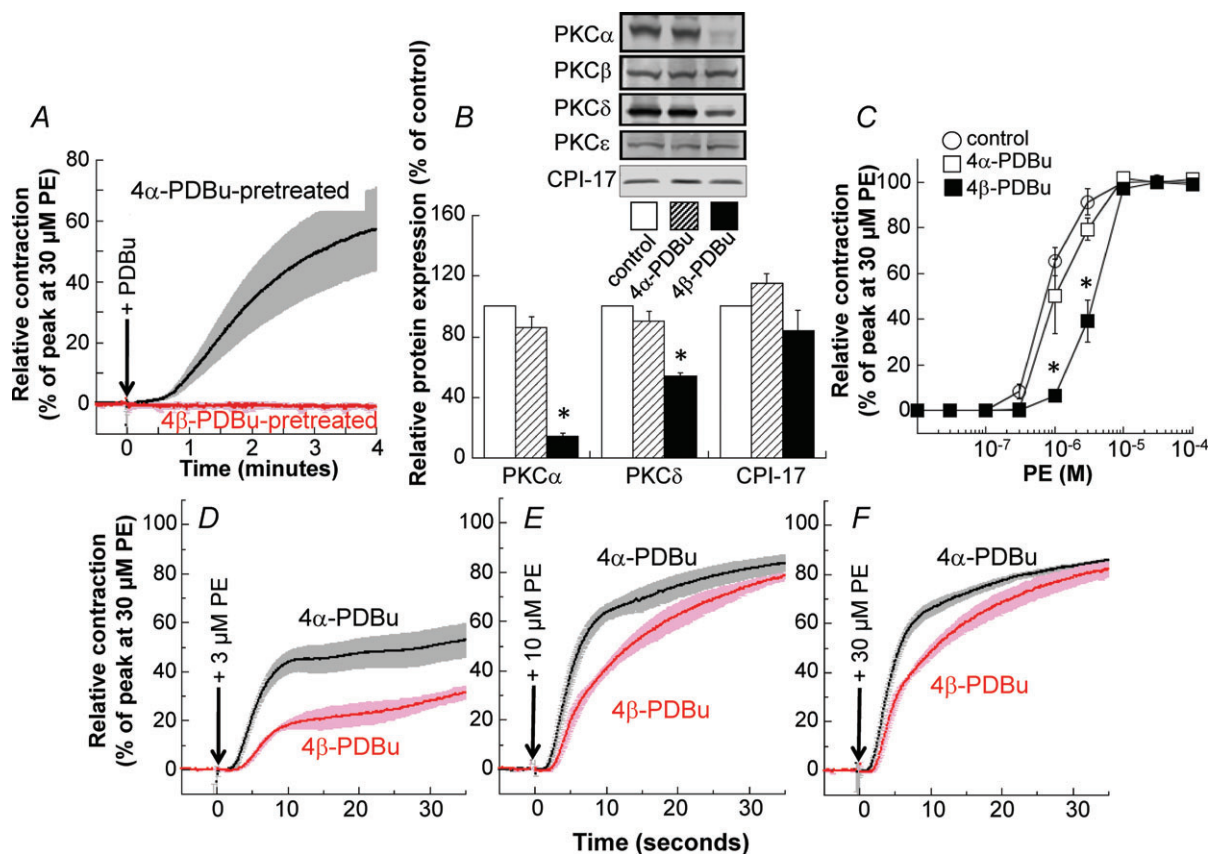 PKCα
PKCβ
PKCδ
PKCε
CPI-17
A
Relative contraction
(% of peak at 30 µM PE)
80
60
40
20
0
+ PDBu
4α-PDBu-pretreated
4β-PDBu-pretreated
0
1
2
3
4
Time (minutes)
B
Relative protein expression (% of control)
160
120
80
40
0
control
4α-PDBu
4β-PDBu
*
*
PKCα
PKCδ
CPI-17
C
control
4α-PDBu
4β-PDBu
Relative contraction
(% of peak at 30 µM PE)
100
80
60
40
20
0
*
*
10-7
10-6
10-5
10-4
PE (M)
D
Relative contraction
(% of peak at 30 µM PE)
100
80
60
40
20
0
+ 3 µM PE
4α-PDBu
4β-PDBu
0
10
20
30
E
100
80
60
40
20
0
+ 10 µM PE
4α-PDBu
4β-PDBu
0
10
20
30
F
100
80
60
40
20
0
+ 30 µM PE
4α-PDBu
4β-PDBu
0
10
20
30
Time (seconds)